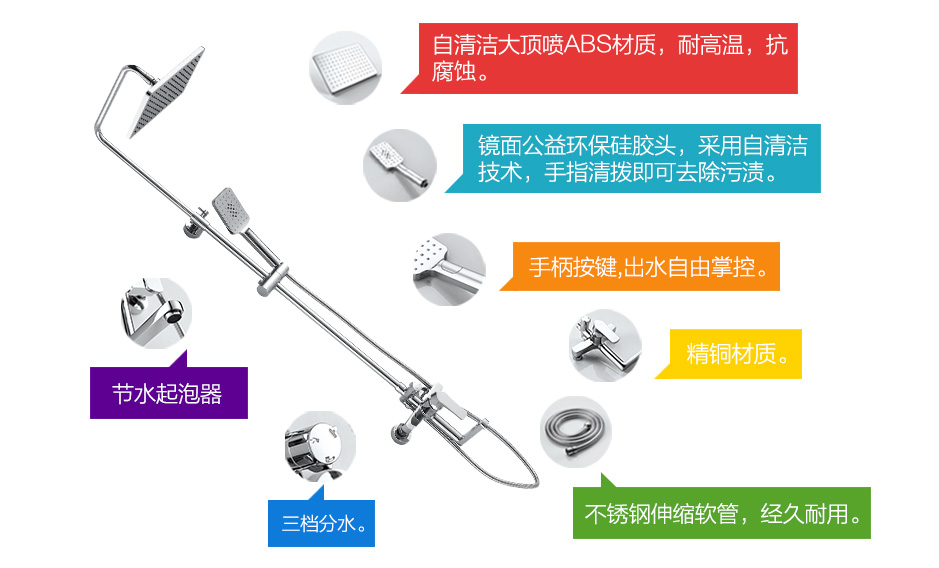 自清洁大顶喷ABS材质，耐高温，抗
腐蚀。
镜面公益环保硅胶头，采用自清洁
技术，手指清拨即可去除污渍。
手柄按键,出水自由掌控。
精铜材质。
节水起泡器
不锈钢伸缩软管，经久耐用。
三档分水。